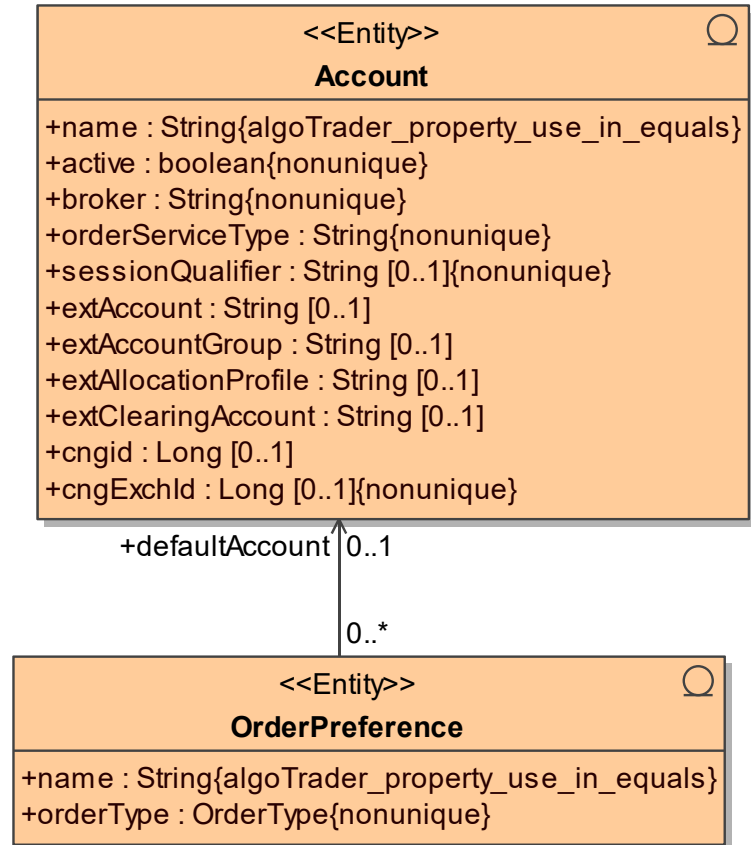 <<Entity>>
Account
+name : String{algoTrader_property_use_in_equals}
+active : boolean{nonunique}
+broker : String{nonunique}
+orderServiceType : String{nonunique}
+sessionQualifier : String [0..1]{nonunique}
+extAccount : String [0..1]
+extAccountGroup : String [0..1]
+extAllocationProfile : String [0..1]
+extClearingAccount : String [0..1]
+cngid : Long [0..1]
+cngExchId : Long [0..1]{nonunique}
+defaultAccount 0..1
0..*
<<Entity>>
OrderPreference
+name : String{algoTrader_property_use_in_equals}
+orderType : OrderType{nonunique}